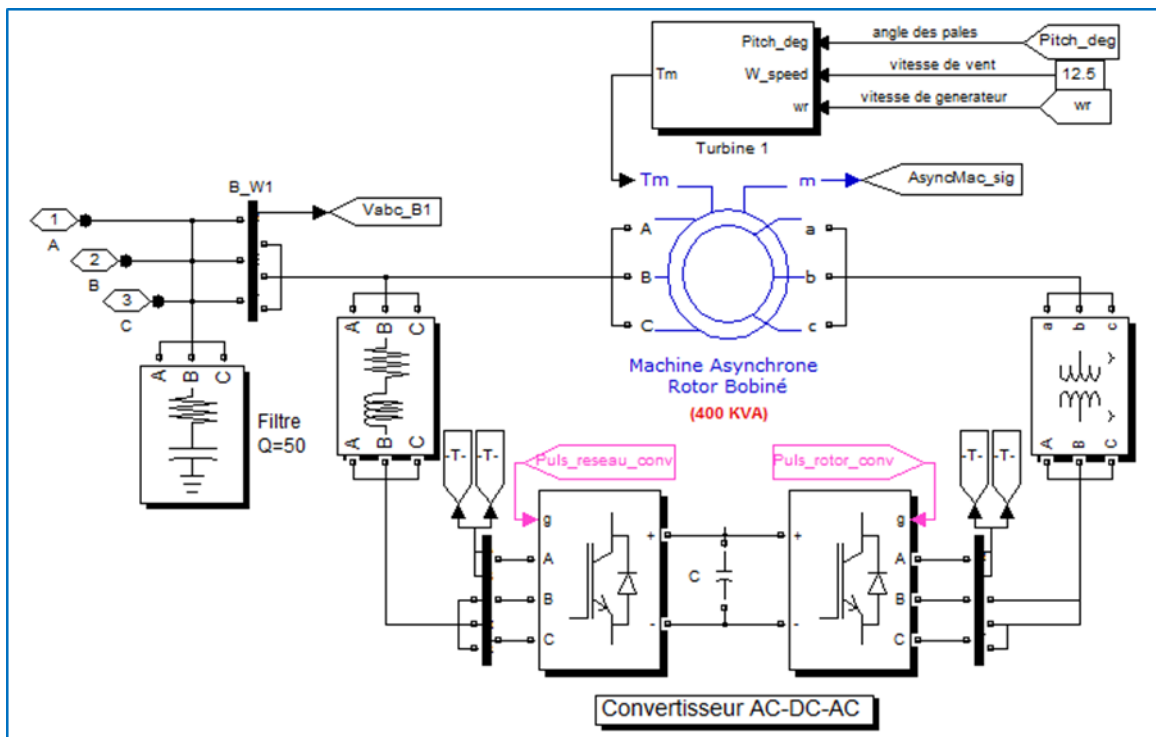 angle des pales
Pitch_deg
Pitch_deg
Tm
W_speed
vitesse de vent
12.5
wr
vitesse de generateur
wr
Turbine 1
B_W1
Tm
m
AsyncMac_sig
1
A
Vabc_B1
A
a
2
B
B
b
3
C
C
c
A B C
a b c
Machine Asynchrone
Rotor Bobiné
(400 KVA)
A B C
Filtre
Q=50
A B C
A B C
-T-
-T-
Puls_reseau_conv
Puls_rotor_conv
-T-
-T-
g
g
+
+
A
A
B
C
B
-
-
C
C
Convertisseur AC-DC-AC